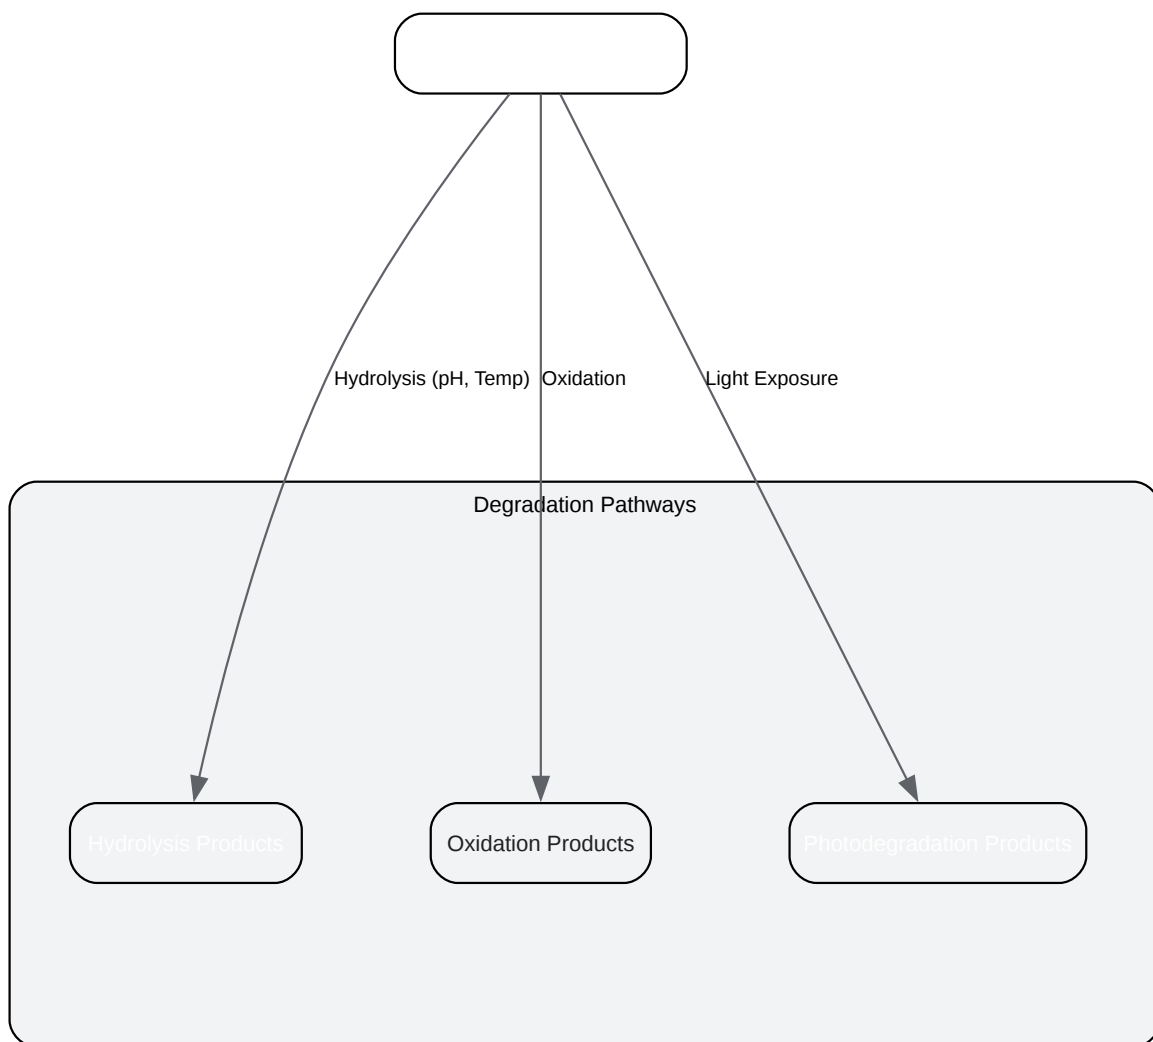 Hydrolysis (pH, Temp)
Oxidation
Light Exposure
Degradation Pathways
Hydrolysis Products
Oxidation Products
Photodegradation Products